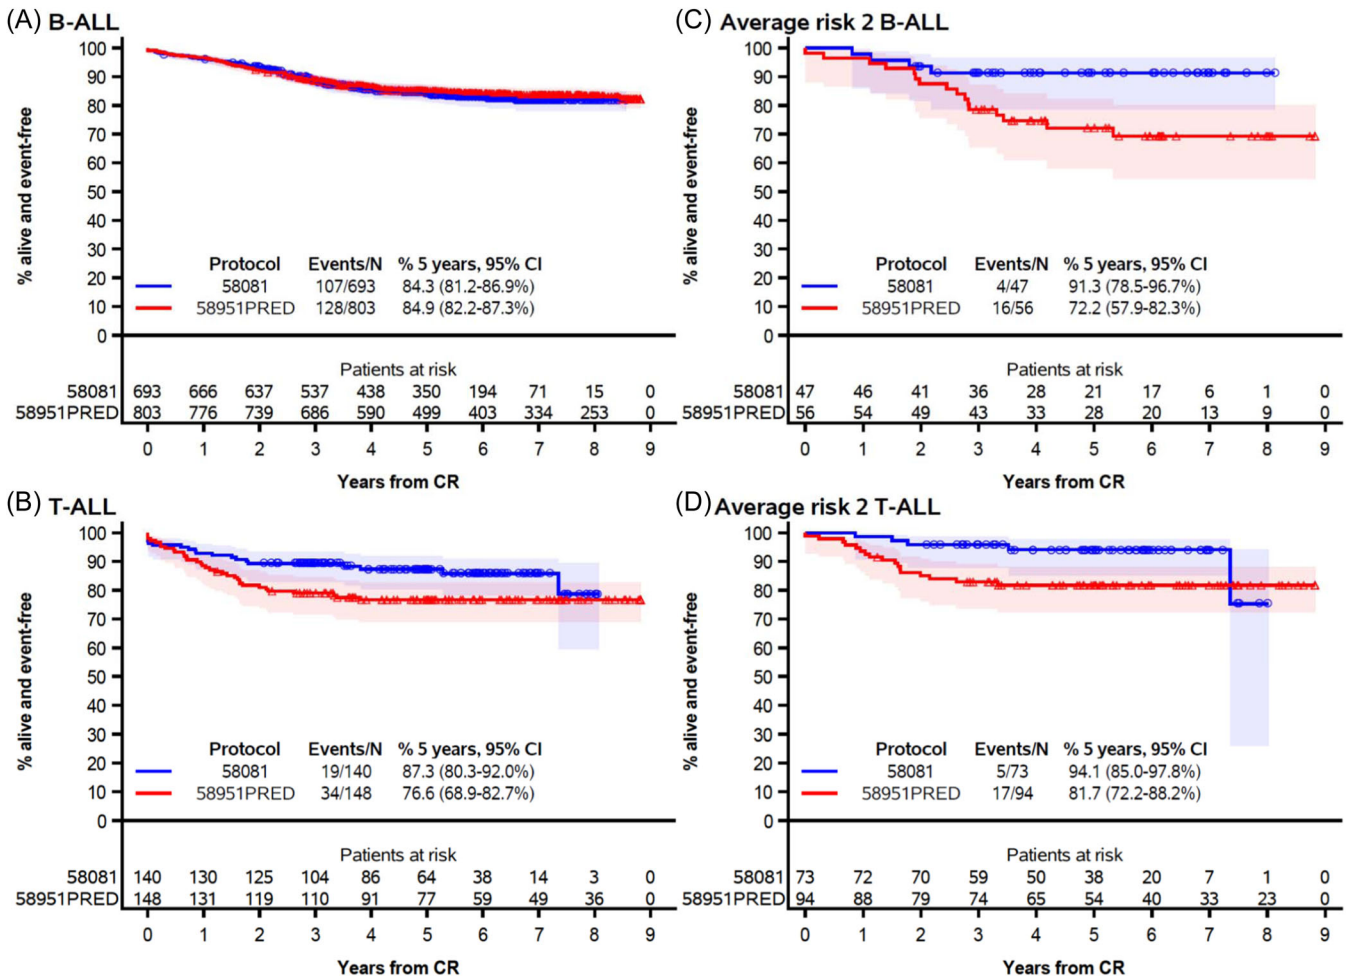 (A) B-ALL
% alive and event-free
100
90
80
70
60
50
40
30
20
10
0
Protocol Events/N % 5 years, 95% CI
58081 107/693 84.3 (81.2-86.9%)
58951PRED 128/803 84.9 (82.2-87.3%)
Patients at risk
58081 693 666 637 537 438 350 194 71 15 0
58951PRED 803 776 739 686 590 499 403 334 253 0
0 1 2 3 4 5 6 7 8 9
Years from CR
(C) Average risk 2 B-ALL
% alive and event-free
100
90
80
70
60
50
40
30
20
10
0
Protocol Events/N % 5 years, 95% CI
58081 4/47 91.3 (78.5-96.7%)
58951PRED 16/56 72.2 (57.9-82.3%)
Patients at risk
58081 47 46 41 36 28 21 17 6 1 0
58951PRED 56 54 49 43 33 28 20 13 9 0
0 1 2 3 4 5 6 7 8 9
Years from CR
(B) T-ALL
% alive and event-free
100
90
80
70
60
50
40
30
20
10
0
Protocol Events/N % 5 years, 95% CI
58081 19/140 87.3 (80.3-92.0%)
58951PRED 34/148 76.6 (68.9-82.7%)
Patients at risk
58081 140 130 125 104 86 64 38 14 3 0
58951PRED 148 131 119 110 91 77 59 49 36 0
0 1 2 3 4 5 6 7 8 9
Years from CR
(D) Average risk 2 T-ALL
% alive and event-free
100
90
80
70
60
50
40
30
20
10
0
Protocol Events/N % 5 years, 95% CI
58081 5/73 94.1 (85.0-97.8%)
58951PRED 17/94 81.7 (72.2-88.2%)
Patients at risk
58081 73 72 70 59 50 38 20 7 1 0
58951PRED 94 88 79 74 65 54 40 33 23 0
0 1 2 3 4 5 6 7 8 9
Years from CR